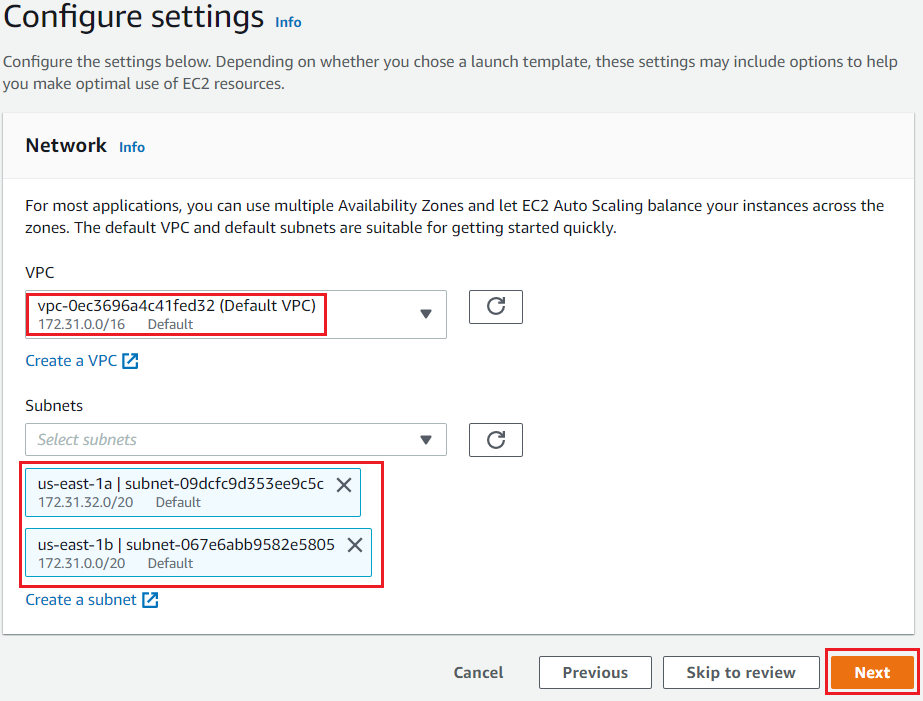 Configure settings Info
Configure the settings below. Depending on whether you chose a launch template, these settings may include options to help
you make optimal use of EC2 resources.
Network Info
For most applications, you can use multiple Availability Zones and let EC2 Auto Scaling balance your instances across the
zones. The default VPC and default subnets are suitable for getting started quickly.
VPC
vpc-0ec3696a4c41fed32 (Default VPC)
172.31.0.0/16 Default
Create a VPC
Subnets
Select subnets
us-east-1a | subnet-09dcfc9d353ee9c5c
172.31.32.0/20 Default
us-east-1b | subnet-067e6abb9582e5805
172.31.0.0/20 Default
Create a subnet
Cancel Previous Skip to review Next